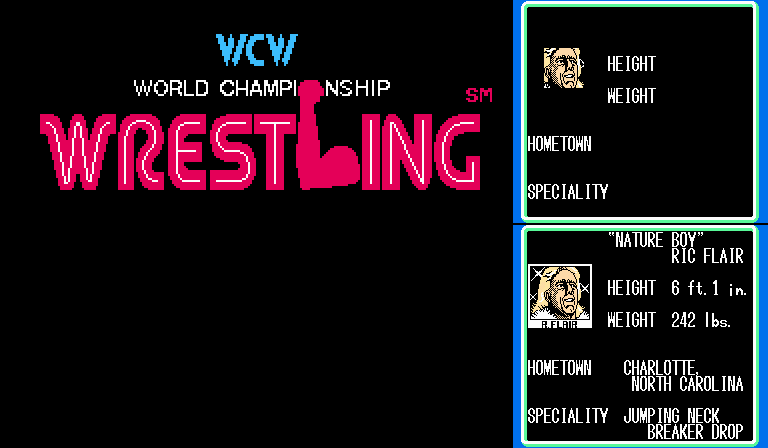 WCW
WORLD CHAMPIONSHIP
SM
WRESTLING
HEIGHT
WEIGHT
HOMETOWN
SPECIALITY
"NATURE BOY"
RIC FLAIR
HEIGHT 6 ft. 1 in.
R.FLAIR
WEIGHT 242 lbs.
HOMETOWN CHARLOTTE,
NORTH CAROLINA
SPECIALITY JUMPING NECK
BREAKER DROP